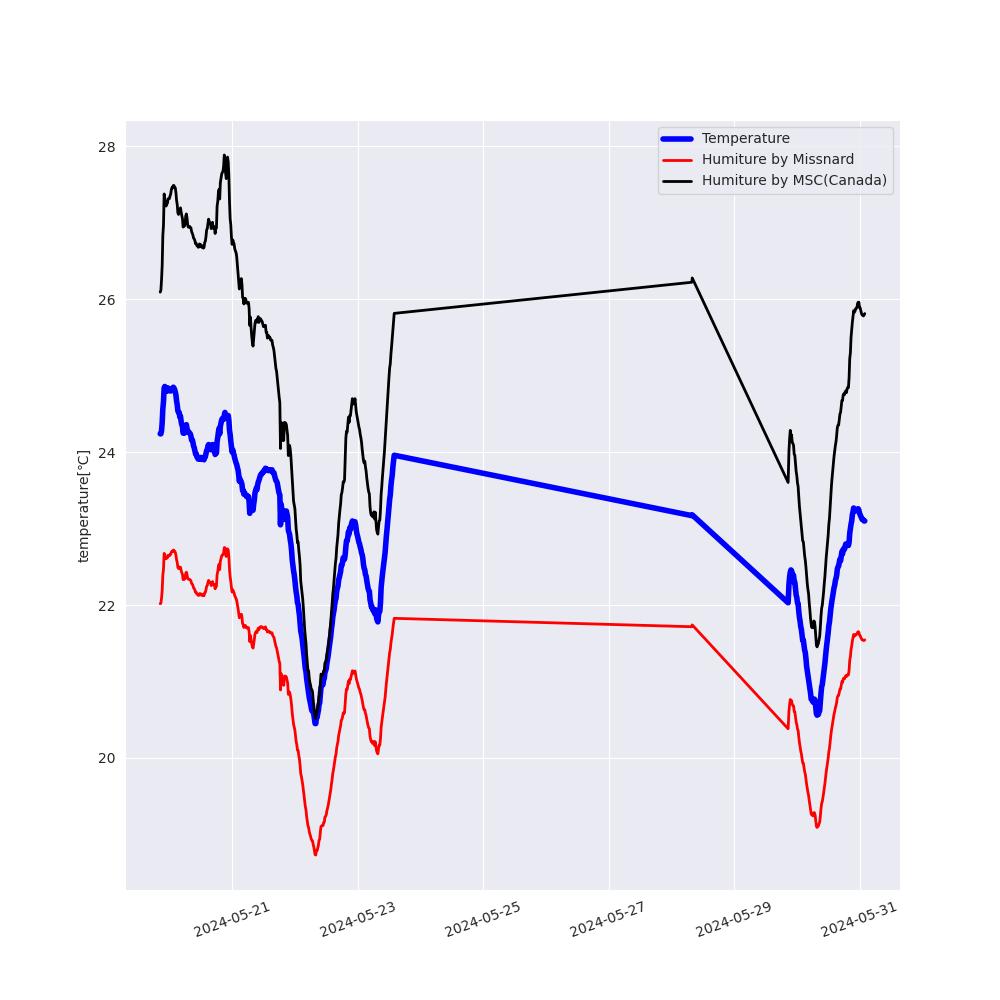 Temperature
Humiture by Missnard
Humiture by MSC(Canada)
28
26
24
22
20
temperature[℃]
2024-05-21
2024-05-23
2024-05-25
2024-05-27
2024-05-29
2024-05-31